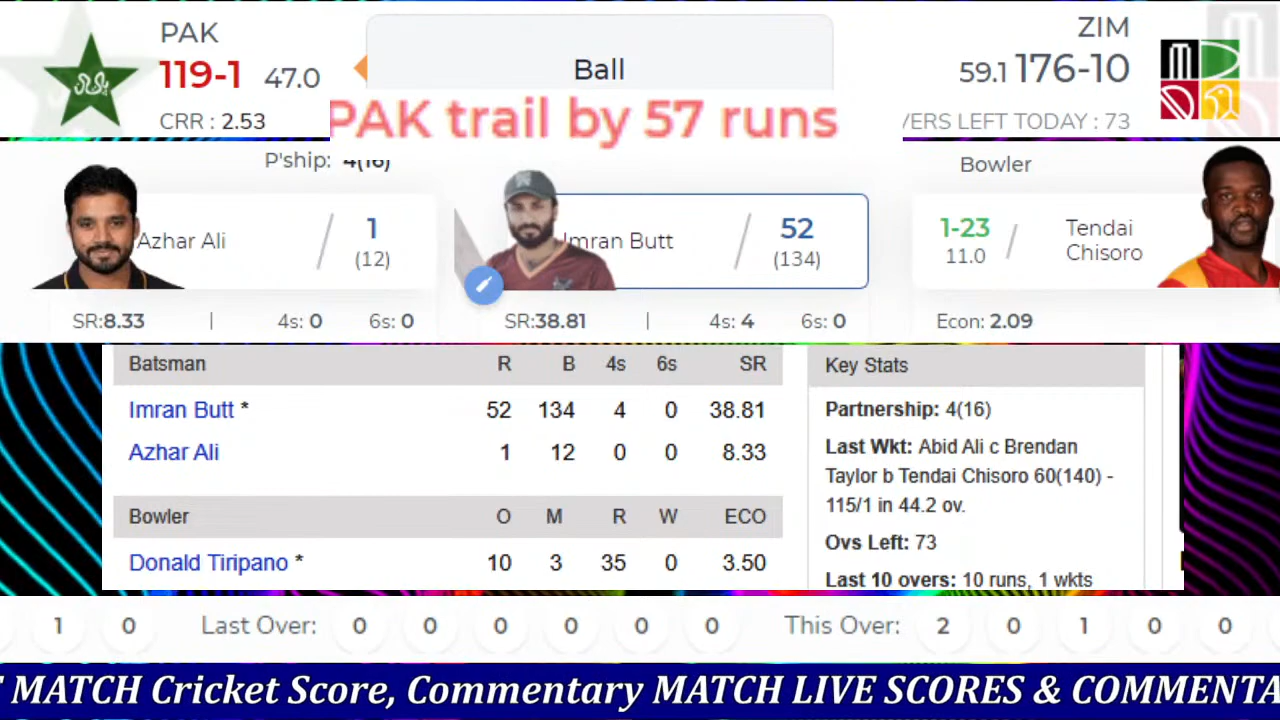 PAK
119-1 47.0
CRR : 2.53
Ball
PAK trail by 57 runs
ZIM
59.1 176-10
/ERS LEFT TODAY : 73
P'ship: 4(16)
Azhar Ali / 1
(12)
SR:8.33 | 4s: 0 6s: 0
Imran Butt / 52
(134)
SR:38.81 | 4s: 4 6s: 0
Bowler
1-23 / Tendai
11.0 Chisoro
Econ: 2.09
Batsman R B 4s 6s SR
Imran Butt * 52 134 4 0 38.81
Azhar Ali 1 12 0 0 8.33
Bowler O M R W ECO
Donald Tiripano * 10 3 35 0 3.50
Key Stats
Partnership: 4(16)
Last Wkt: Abid Ali c Brendan
Taylor b Tendai Chisoro 60(140) -
115/1 in 44.2 ov.
Ovs Left: 73
Last 10 overs: 10 runs, 1 wkts
1 0 Last Over: 0 0 0 0 0 0 This Over: 2 0 1 0 0
MATCH Cricket Score, Commentary MATCH LIVE SCORES & COMMENTA